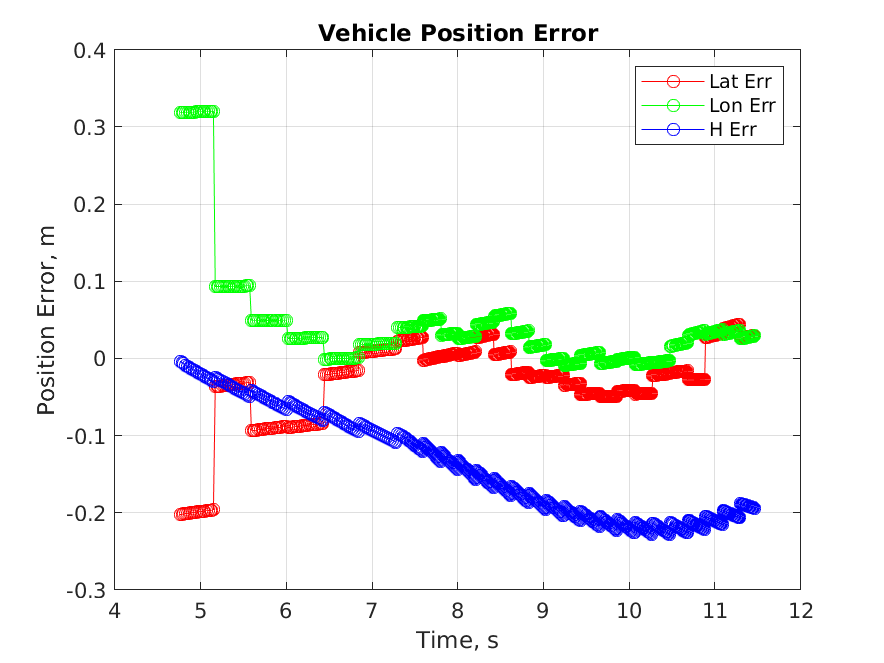 Vehicle Position Error
0.4
0.3
0.2
0.1
0
-0.1
-0.2
-0.3
Position Error, m
Lat Err
Lon Err
H Err
4 5 6 7 8 9 10 11 12
Time, s